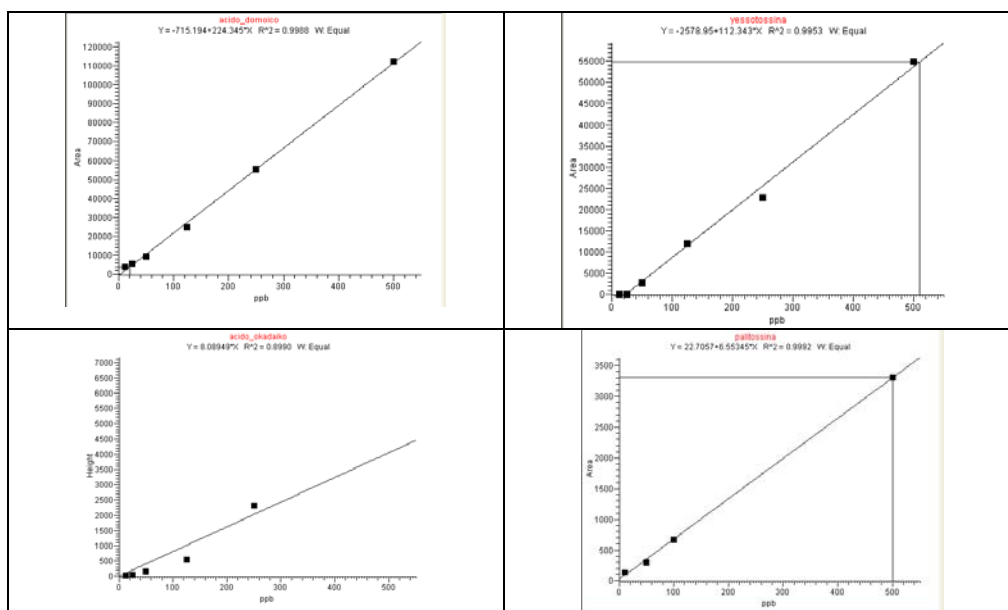 acido_domoico
Y = -715.194+224.345*X R^2 = 0.9988 W: Equal
120000
110000
100000
90000
80000
70000
60000
50000
40000
30000
20000
10000
0
Area
0 200 400
100 300 500
ppb
yessotossina
Y = -2578.95+112.343*X R^2 = 0.9953 W: Equal
55000
50000
45000
40000
35000
30000
25000
20000
15000
10000
5000
0
Area
0 200 400
100 300 500
ppb
acido_okadaiko
Y = 8.08949*X R^2 = 0.8990 W: Equal
7000
6500
6000
5500
5000
4500
4000
3500
3000
2500
2000
1500
1000
500
0
Height
0 200 400
100 300 500
ppb
palitossina
Y = 22.7057+6.55345*X R^2 = 0.9992 W: Equal
3500
3000
2500
2000
1500
1000
500
0
Area
0 200 400
100 300 500
ppb